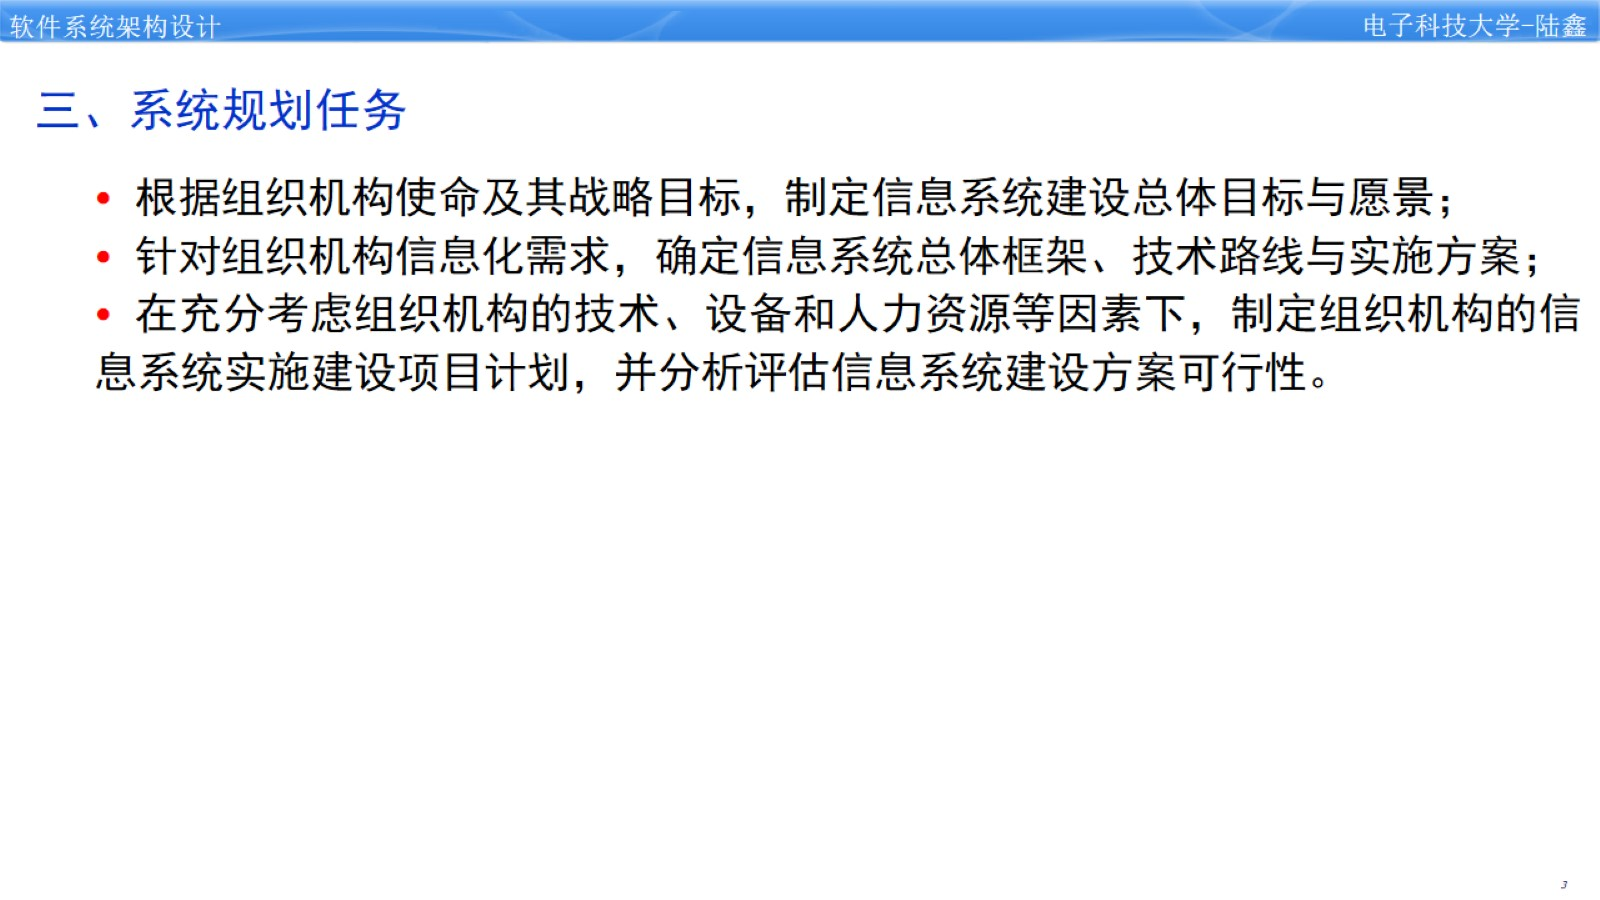 软件系统架构设计
电子科技大学-陆鑫
三、系统规划任务
• 根据组织机构使命及其战略目标，制定信息系统建设总体目标与愿景；
• 针对组织机构信息化需求，确定信息系统总体框架、技术路线与实施方案；
• 在充分考虑组织机构的技术、设备和人力资源等因素下，制定组织机构的信
息系统实施建设项目计划，并分析评估信息系统建设方案可行性。
3